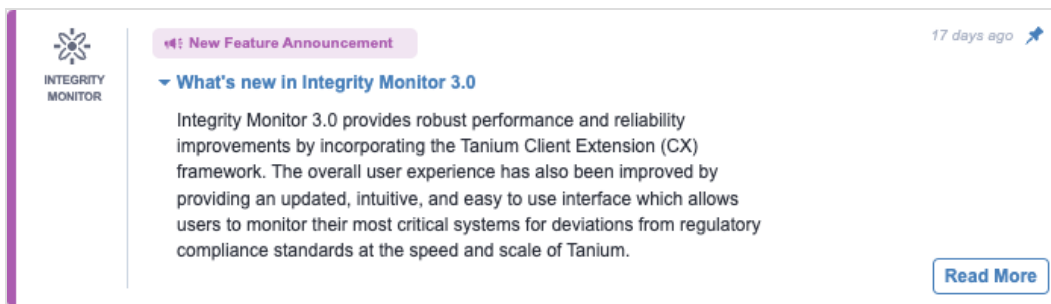 INTEGRITY
MONITOR
New Feature Announcement
17 days ago
What's new in Integrity Monitor 3.0
Integrity Monitor 3.0 provides robust performance and reliability
improvements by incorporating the Tanium Client Extension (CX)
framework. The overall user experience has also been improved by
providing an updated, intuitive, and easy to use interface which allows
users to monitor their most critical systems for deviations from regulatory
compliance standards at the speed and scale of Tanium.
Read More